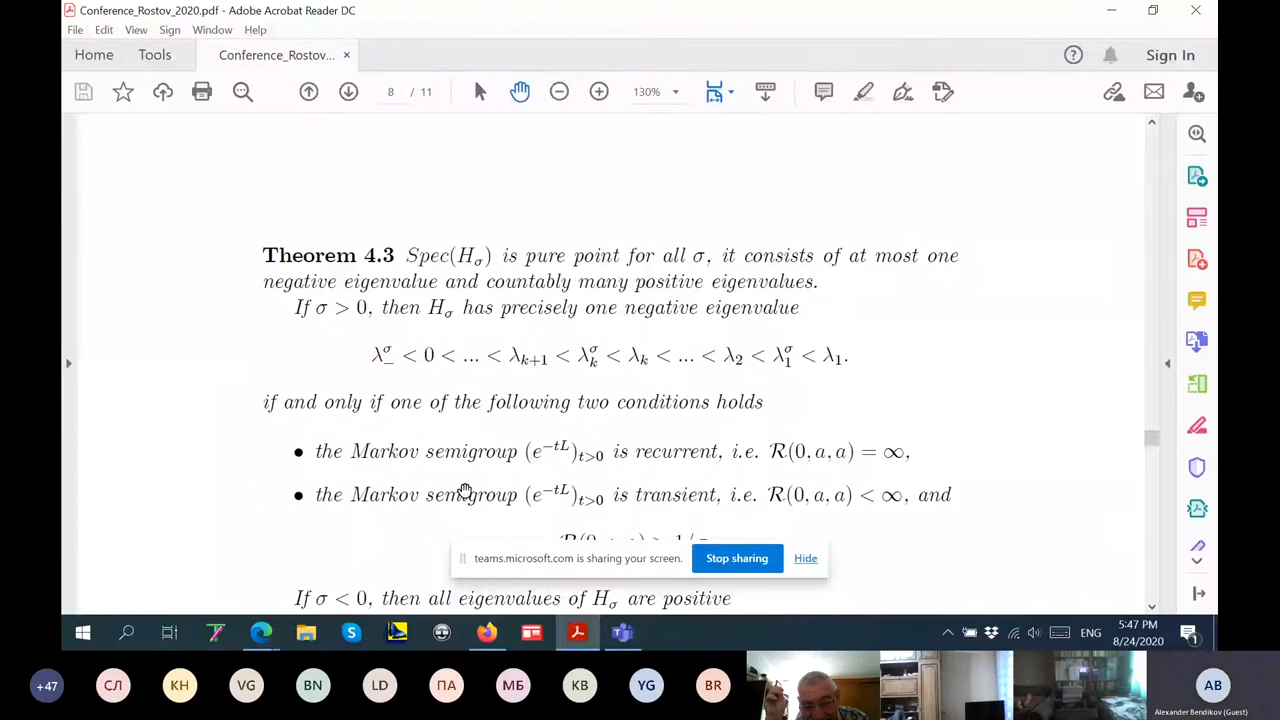 Conference_Rostov_2020.pdf - Adobe Acrobat Reader DC
File Edit View Sign Window Help
Home Tools Conference_Rostov... × Sign In
8 / 11 130%
Theorem 4.3 Spec(H_σ) is pure point for all σ, it consists of at most one
negative eigenvalue and countably many positive eigenvalues.
If σ > 0, then H_σ has precisely one negative eigenvalue
λ_−^σ < 0 < ... < λ_{k+1} < λ_k^σ < λ_k < ... < λ_2 < λ_1^σ < λ_1.
if and only if one of the following two conditions holds
• the Markov semigroup (e^{−tL})_{t>0} is recurrent, i.e. R(0, a, a) = ∞,
• the Markov semigroup (e^{−tL})_{t>0} is transient, i.e. R(0, a, a) < ∞, and
teams.microsoft.com is sharing your screen. Stop sharing Hide
If σ < 0, then all eigenvalues of H_σ are positive
ENG
5:47 PM
8/24/2020
1
+47 СЛ КН VG BN LD ПА МБ КВ YG BR AB
Alexander Bendikov (Guest)